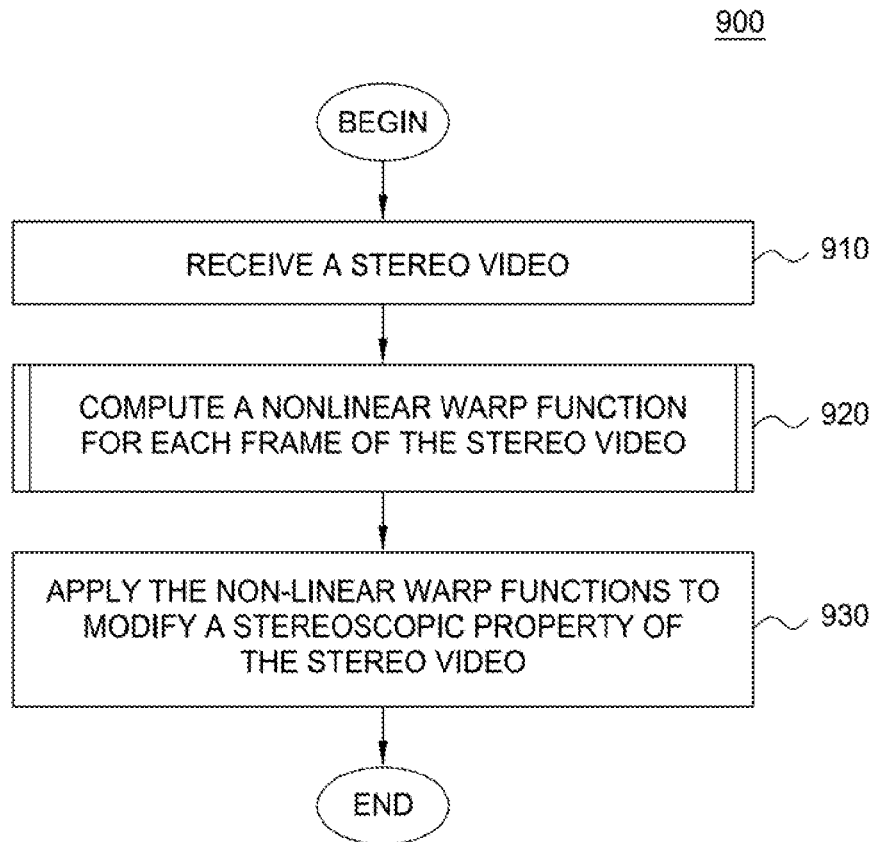 900
BEGIN
RECEIVE A STEREO VIDEO
910
COMPUTE A NONLINEAR WARP FUNCTION
FOR EACH FRAME OF THE STEREO VIDEO
920
APPLY THE NON-LINEAR WARP FUNCTIONS TO
MODIFY A STEREOSCOPIC PROPERTY OF
THE STEREO VIDEO
930
END